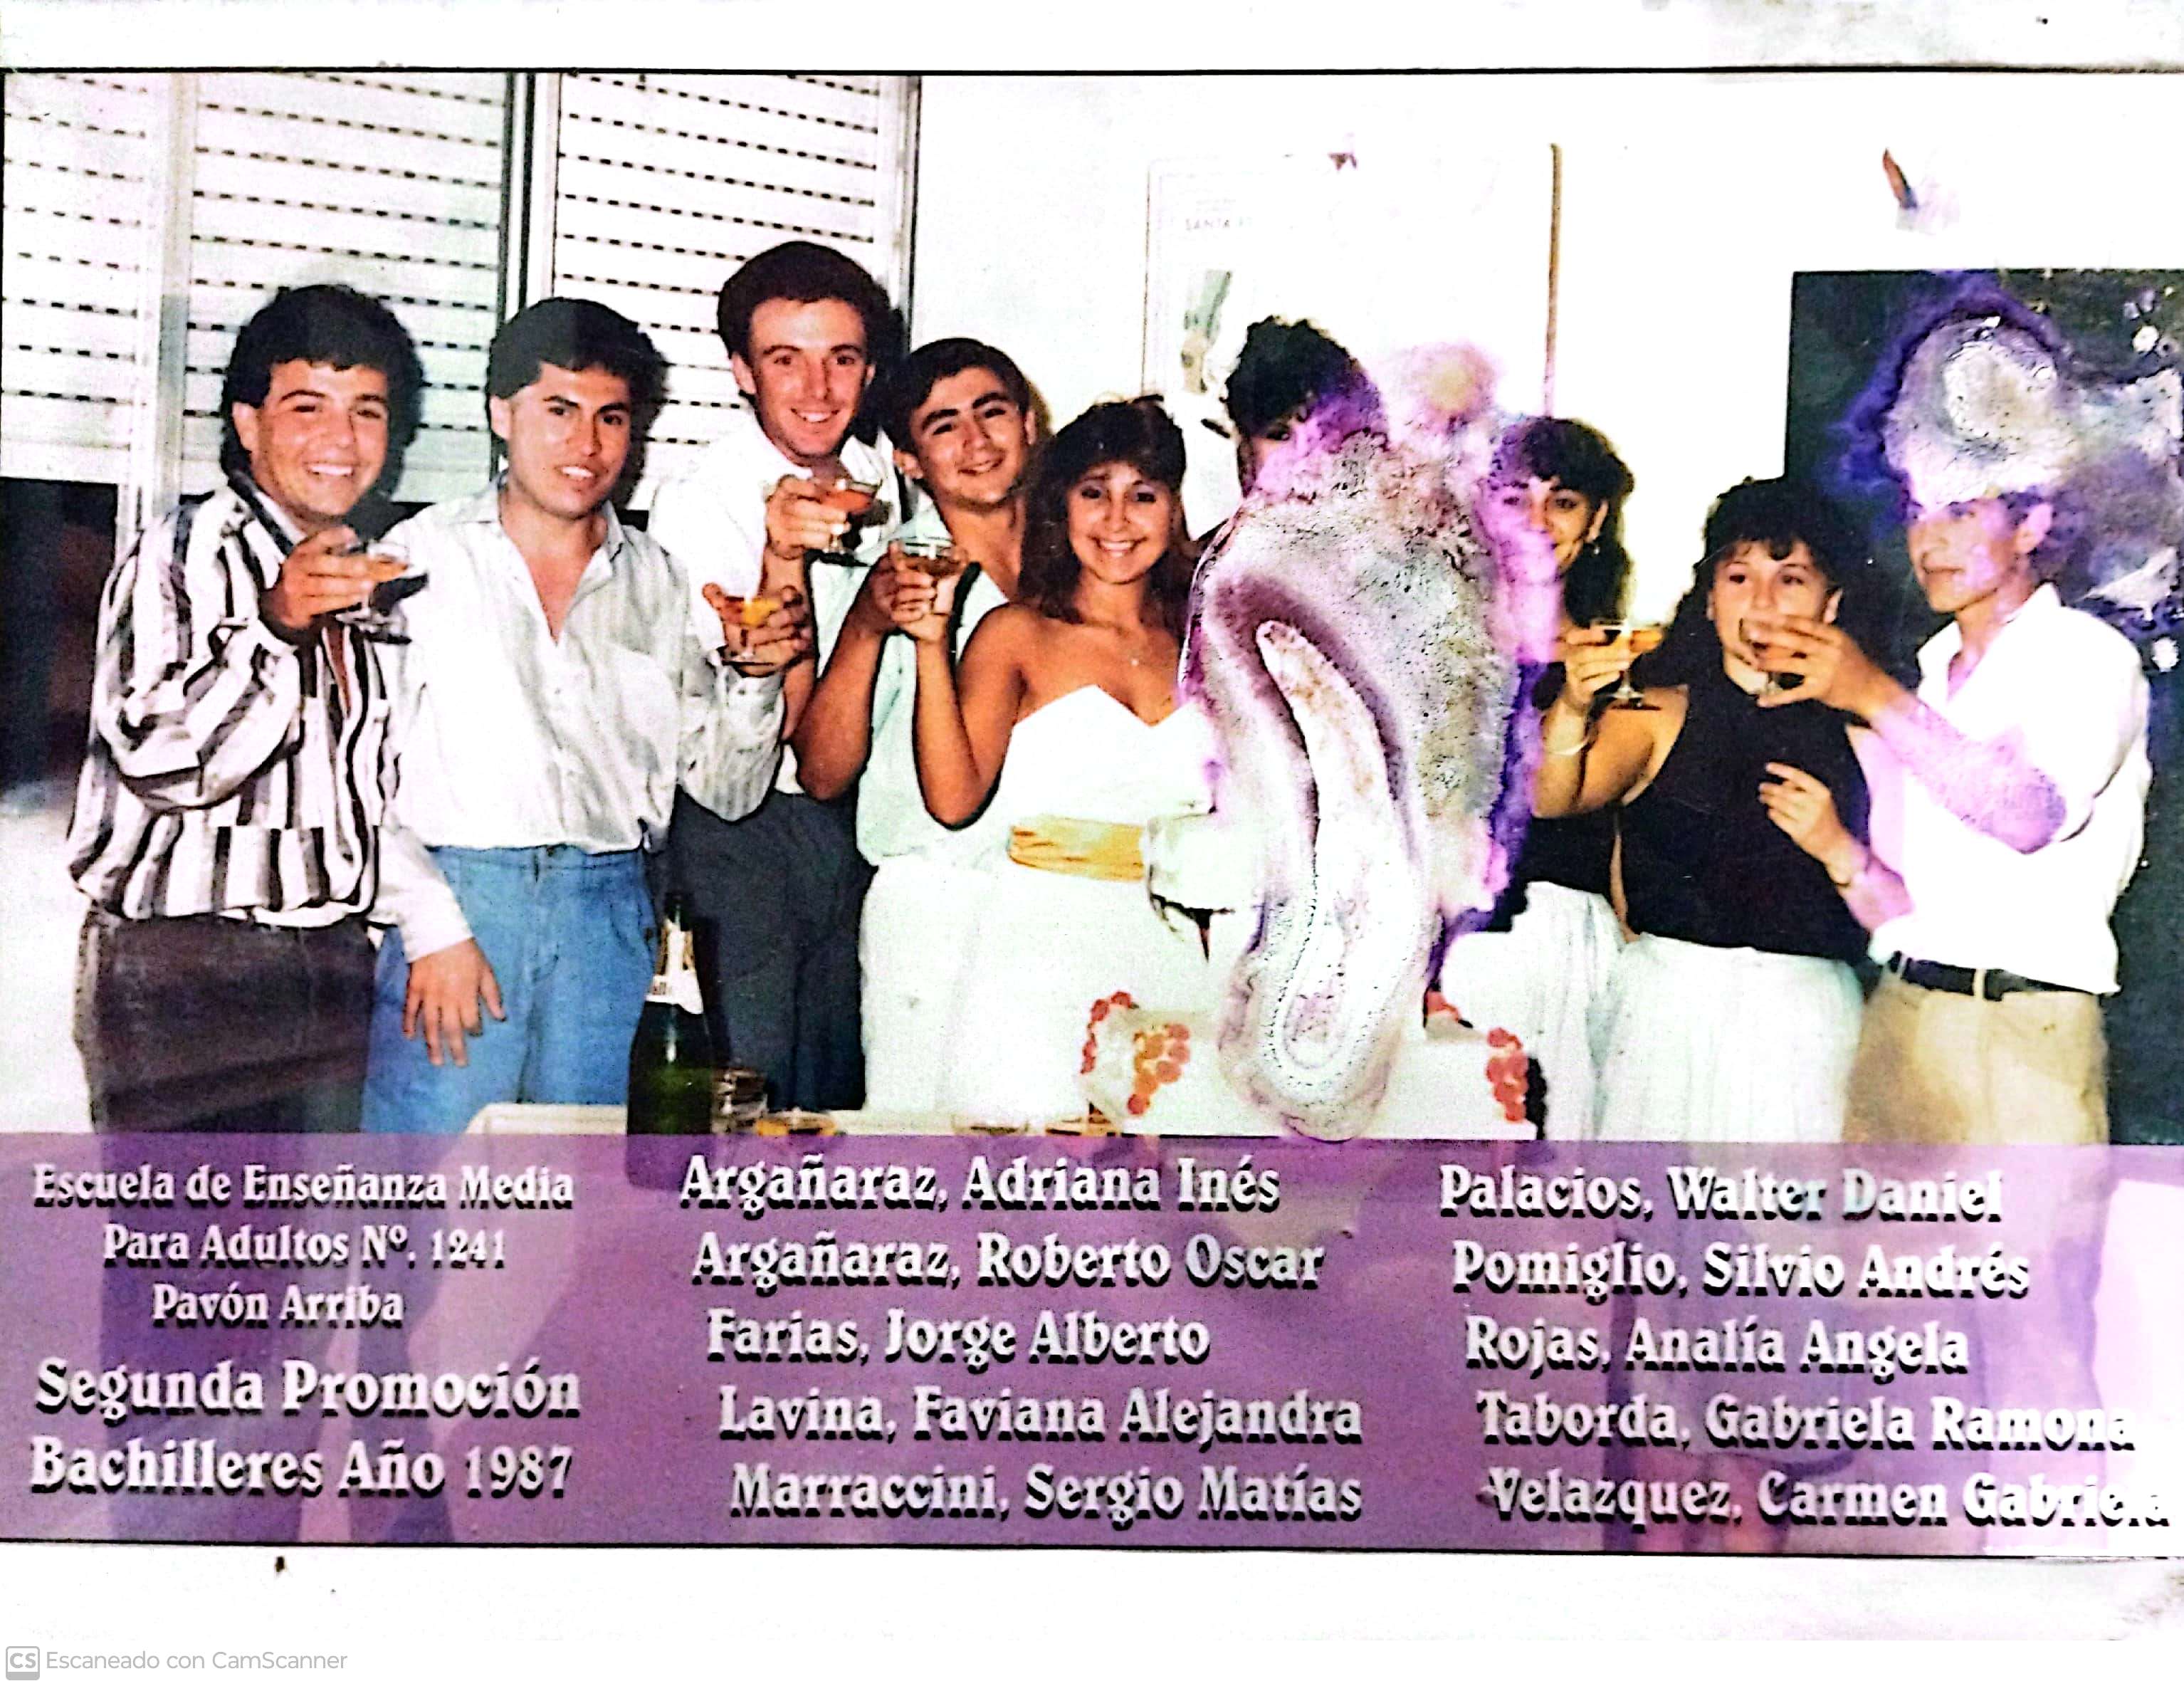 SANTA
Escuela de Enseñanza Media
Para Adultos Nº. 1241
Pavón Arriba
Segunda Promoción
Bachilleres Año 1987
Argañaraz, Adriana Inés
Argañaraz, Roberto Oscar
Farias, Jorge Alberto
Lavina, Faviana Alejandra
Marraccini, Sergio Matías
Palacios, Walter Daniel
Pomiglio, Silvio Andrés
Rojas, Analía Angela
Taborda, Gabriela Ramona
Velazquez, Carmen Gabriela
CS Escaneado con CamScanner